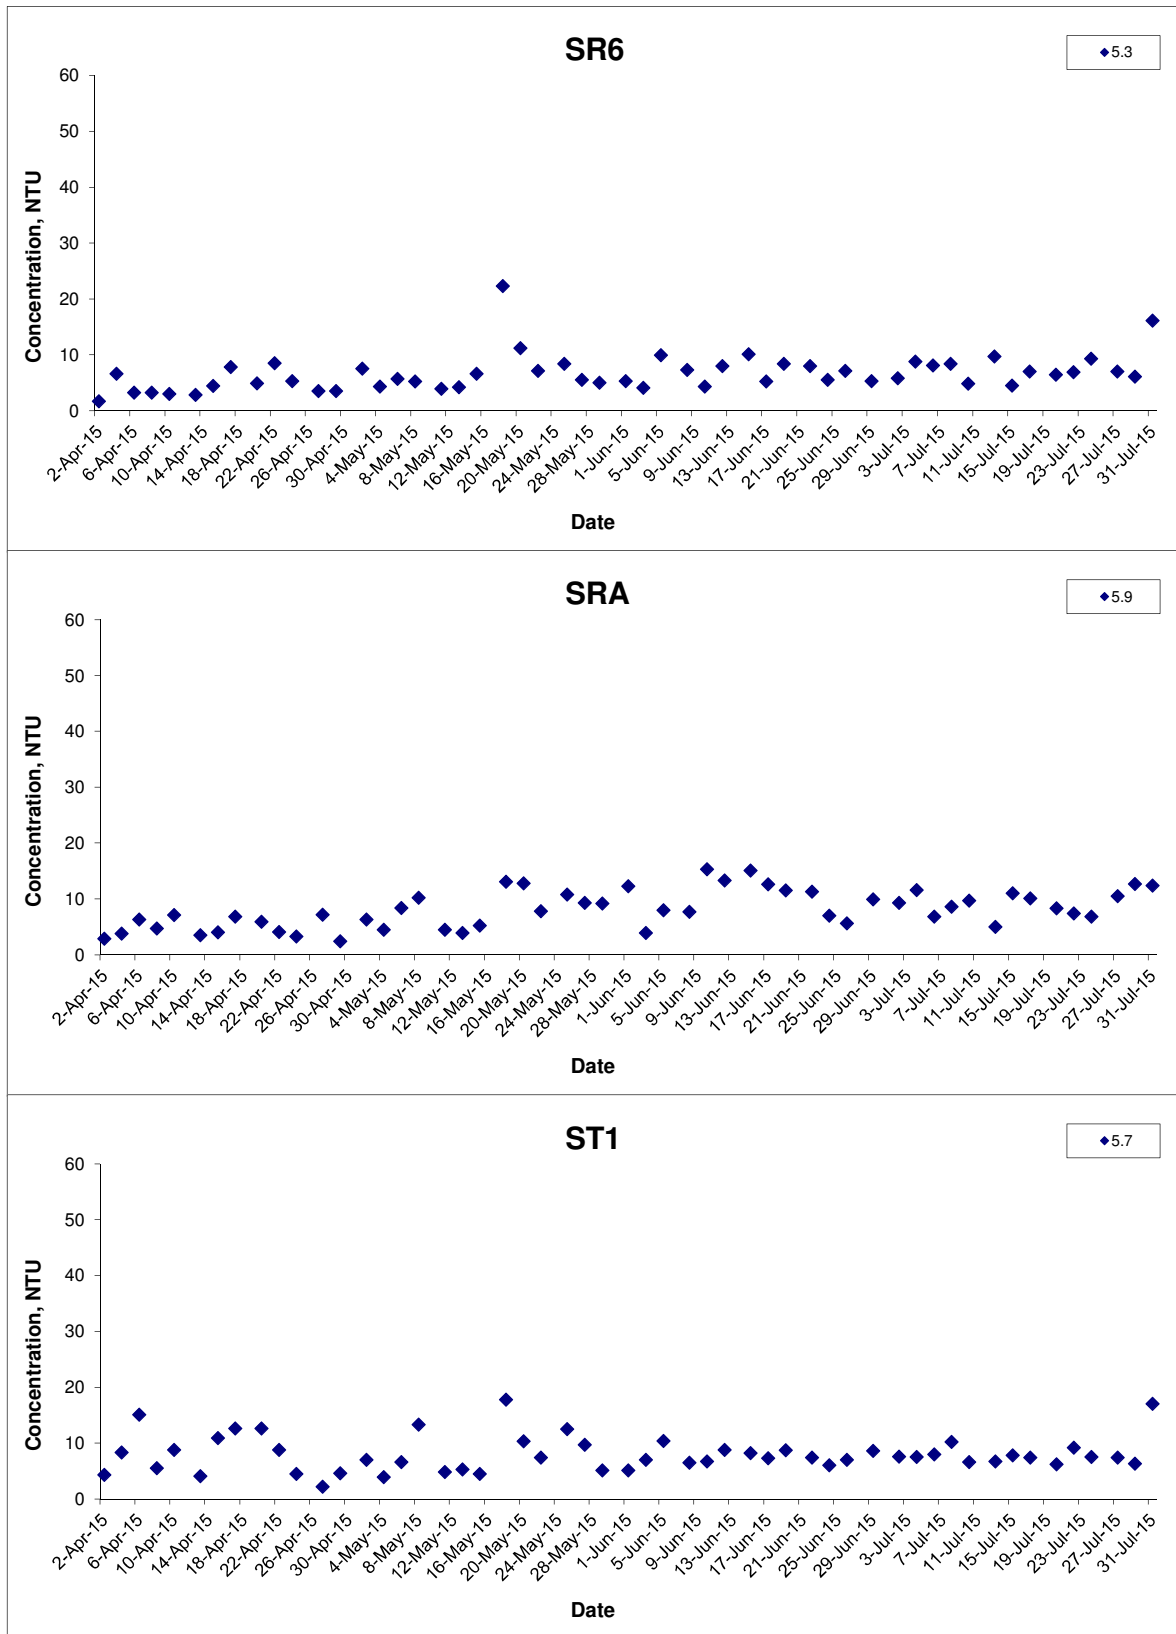 SR6
5.3
60
50
40
30
20
10
0
Concentration, NTU
2-Apr-15 6-Apr-15 10-Apr-15 14-Apr-15 18-Apr-15 22-Apr-15 26-Apr-15 30-Apr-15 4-May-15 8-May-15 12-May-15 16-May-15 20-May-15 24-May-15 28-May-15 1-Jun-15 5-Jun-15 9-Jun-15 13-Jun-15 17-Jun-15 21-Jun-15 25-Jun-15 29-Jun-15 3-Jul-15 7-Jul-15 11-Jul-15 15-Jul-15 19-Jul-15 23-Jul-15 27-Jul-15 31-Jul-15
Date
SRA
5.9
60
50
40
30
20
10
0
Concentration, NTU
2-Apr-15 6-Apr-15 10-Apr-15 14-Apr-15 18-Apr-15 22-Apr-15 26-Apr-15 30-Apr-15 4-May-15 8-May-15 12-May-15 16-May-15 20-May-15 24-May-15 28-May-15 1-Jun-15 5-Jun-15 9-Jun-15 13-Jun-15 17-Jun-15 21-Jun-15 25-Jun-15 29-Jun-15 3-Jul-15 7-Jul-15 11-Jul-15 15-Jul-15 19-Jul-15 23-Jul-15 27-Jul-15 31-Jul-15
Date
ST1
5.7
60
50
40
30
20
10
0
Concentration, NTU
2-Apr-15 6-Apr-15 10-Apr-15 14-Apr-15 18-Apr-15 22-Apr-15 26-Apr-15 30-Apr-15 4-May-15 8-May-15 12-May-15 16-May-15 20-May-15 24-May-15 28-May-15 1-Jun-15 5-Jun-15 9-Jun-15 13-Jun-15 17-Jun-15 21-Jun-15 25-Jun-15 29-Jun-15 3-Jul-15 7-Jul-15 11-Jul-15 15-Jul-15 19-Jul-15 23-Jul-15 27-Jul-15 31-Jul-15
Date